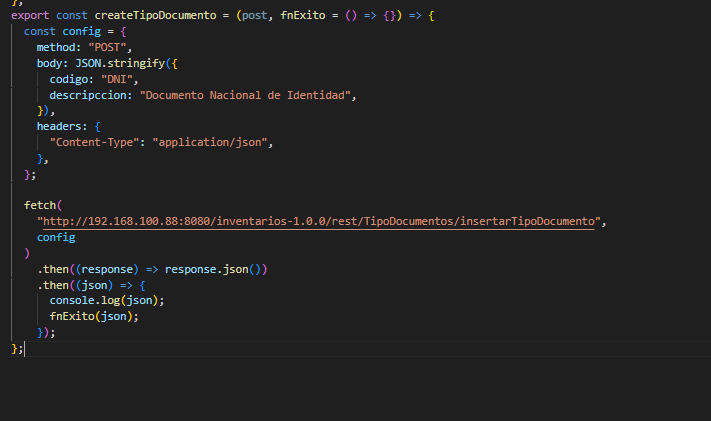 };
export const createTipoDocumento = (post, fnExito = () => {}) => {
  const config = {
    method: "POST",
    body: JSON.stringify({
      codigo: "DNI",
      descripccion: "Documento Nacional de Identidad",
    }),
    headers: {
      "Content-Type": "application/json",
    },
  };

  fetch(
    "http://192.168.100.88:8080/inventarios-1.0.0/rest/TipoDocumentos/insertarTipoDocumento",
    config
  )
    .then((response) => response.json())
    .then((json) => {
      console.log(json);
      fnExito(json);
    });
};